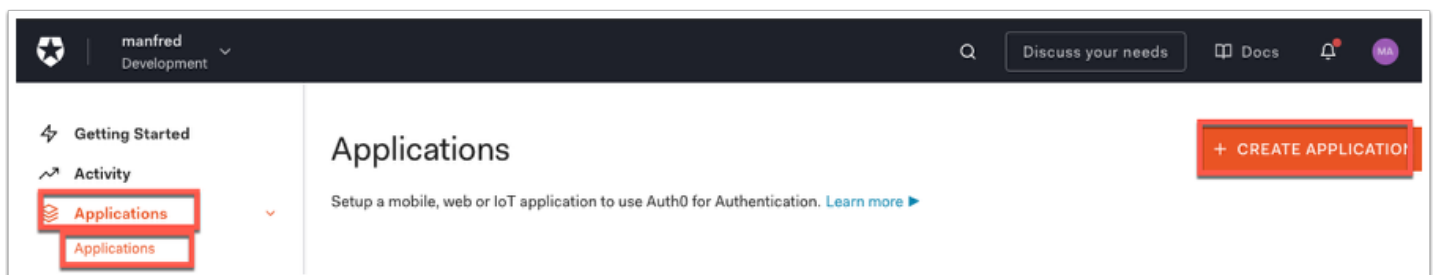 manfred
Development
Discuss your needs
Docs
MA
Getting Started
Activity
Applications
Applications
Applications
+ CREATE APPLICATION
Setup a mobile, web or IoT application to use Auth0 for Authentication. Learn more ▶